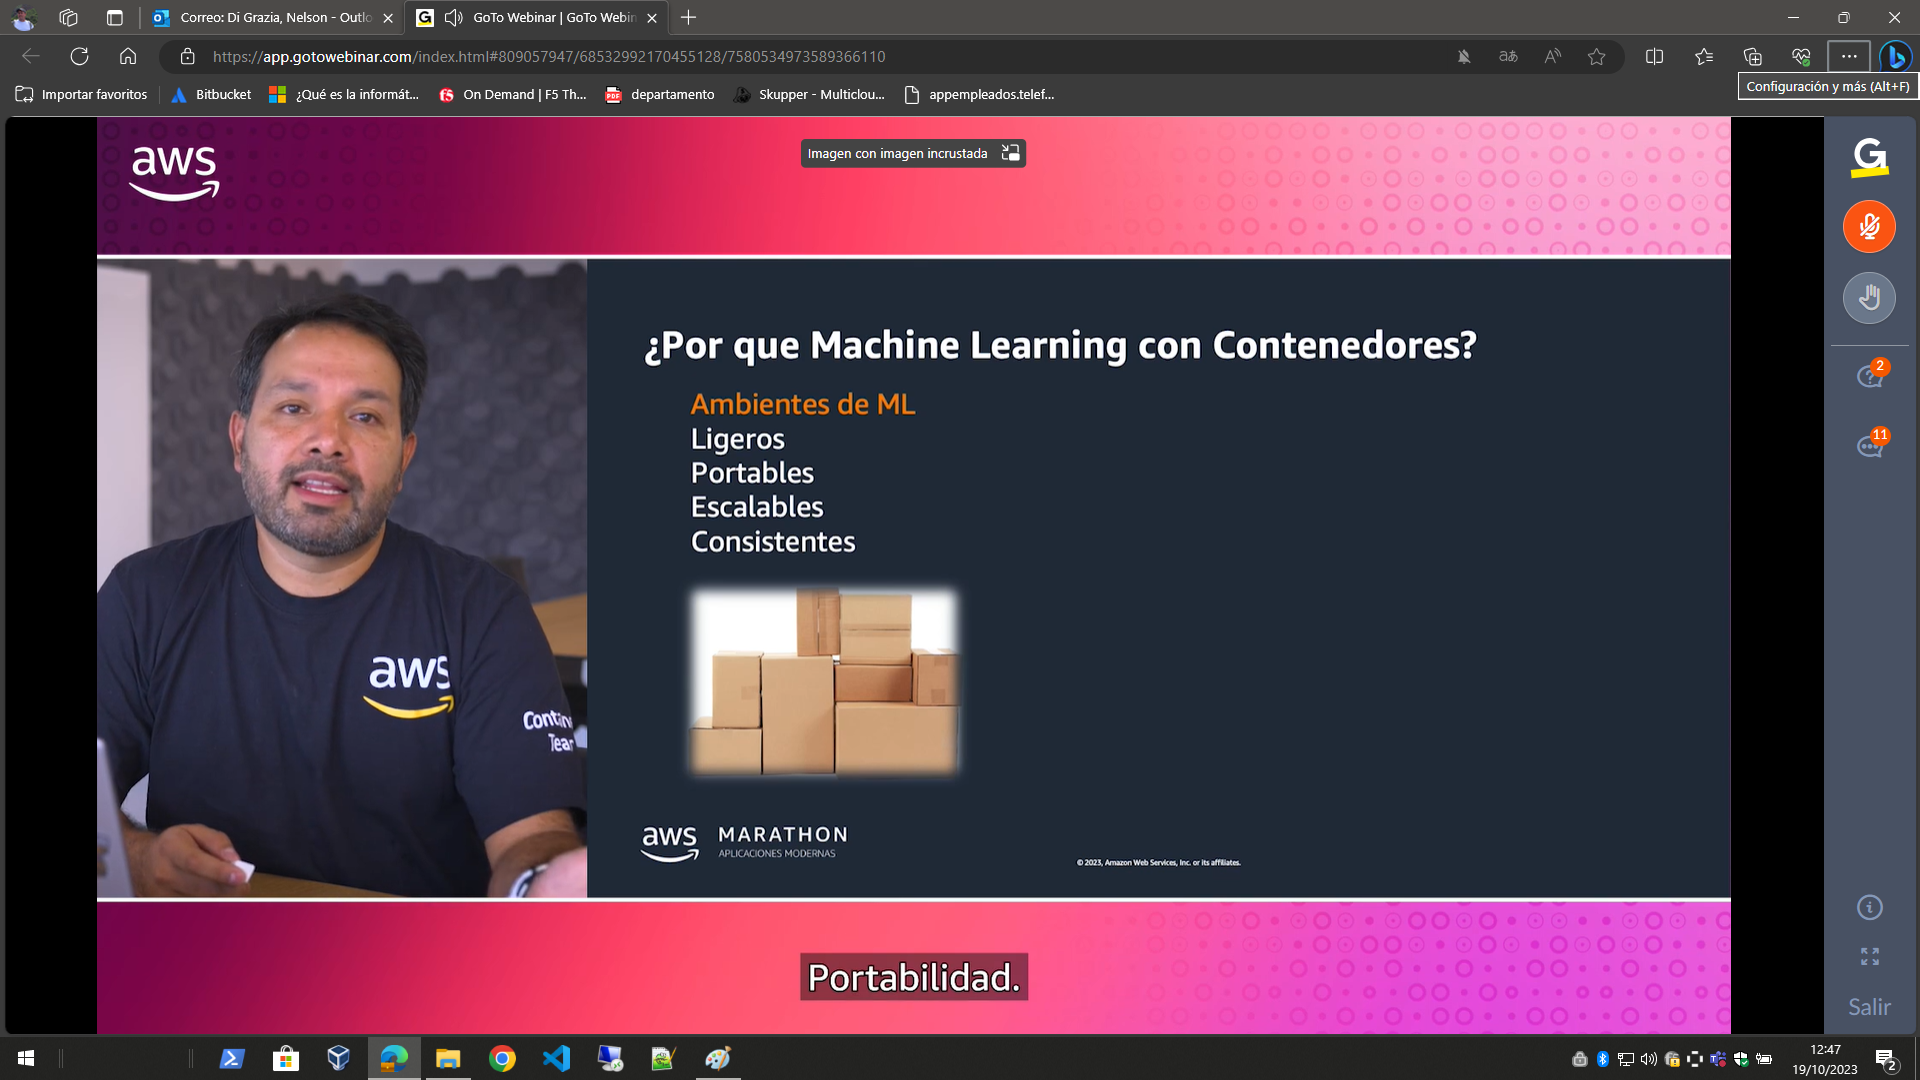 Correo: Di Grazia, Nelson - Outlo
GoTo Webinar | GoTo Webin
https://app.gotowebinar.com/index.html#809057947/68532992170455128/7580534973589366110
Importar favoritos
Bitbucket
¿Qué es la informát...
On Demand | F5 Th...
departamento
Skupper - Multiclou...
appempleados.telef...
Configuración y más (Alt+F)
aws
Imagen con imagen incrustada
G
¿Por que Machine Learning con Contenedores?
Ambientes de ML
Ligeros
Portables
Escalables
Consistentes
2
11
aws
Contain
Tear
aws MARATHON
APLICACIONES MODERNAS
© 2023, Amazon Web Services, Inc. or its affiliates.
Portabilidad.
Salir
12:47
19/10/2023
2